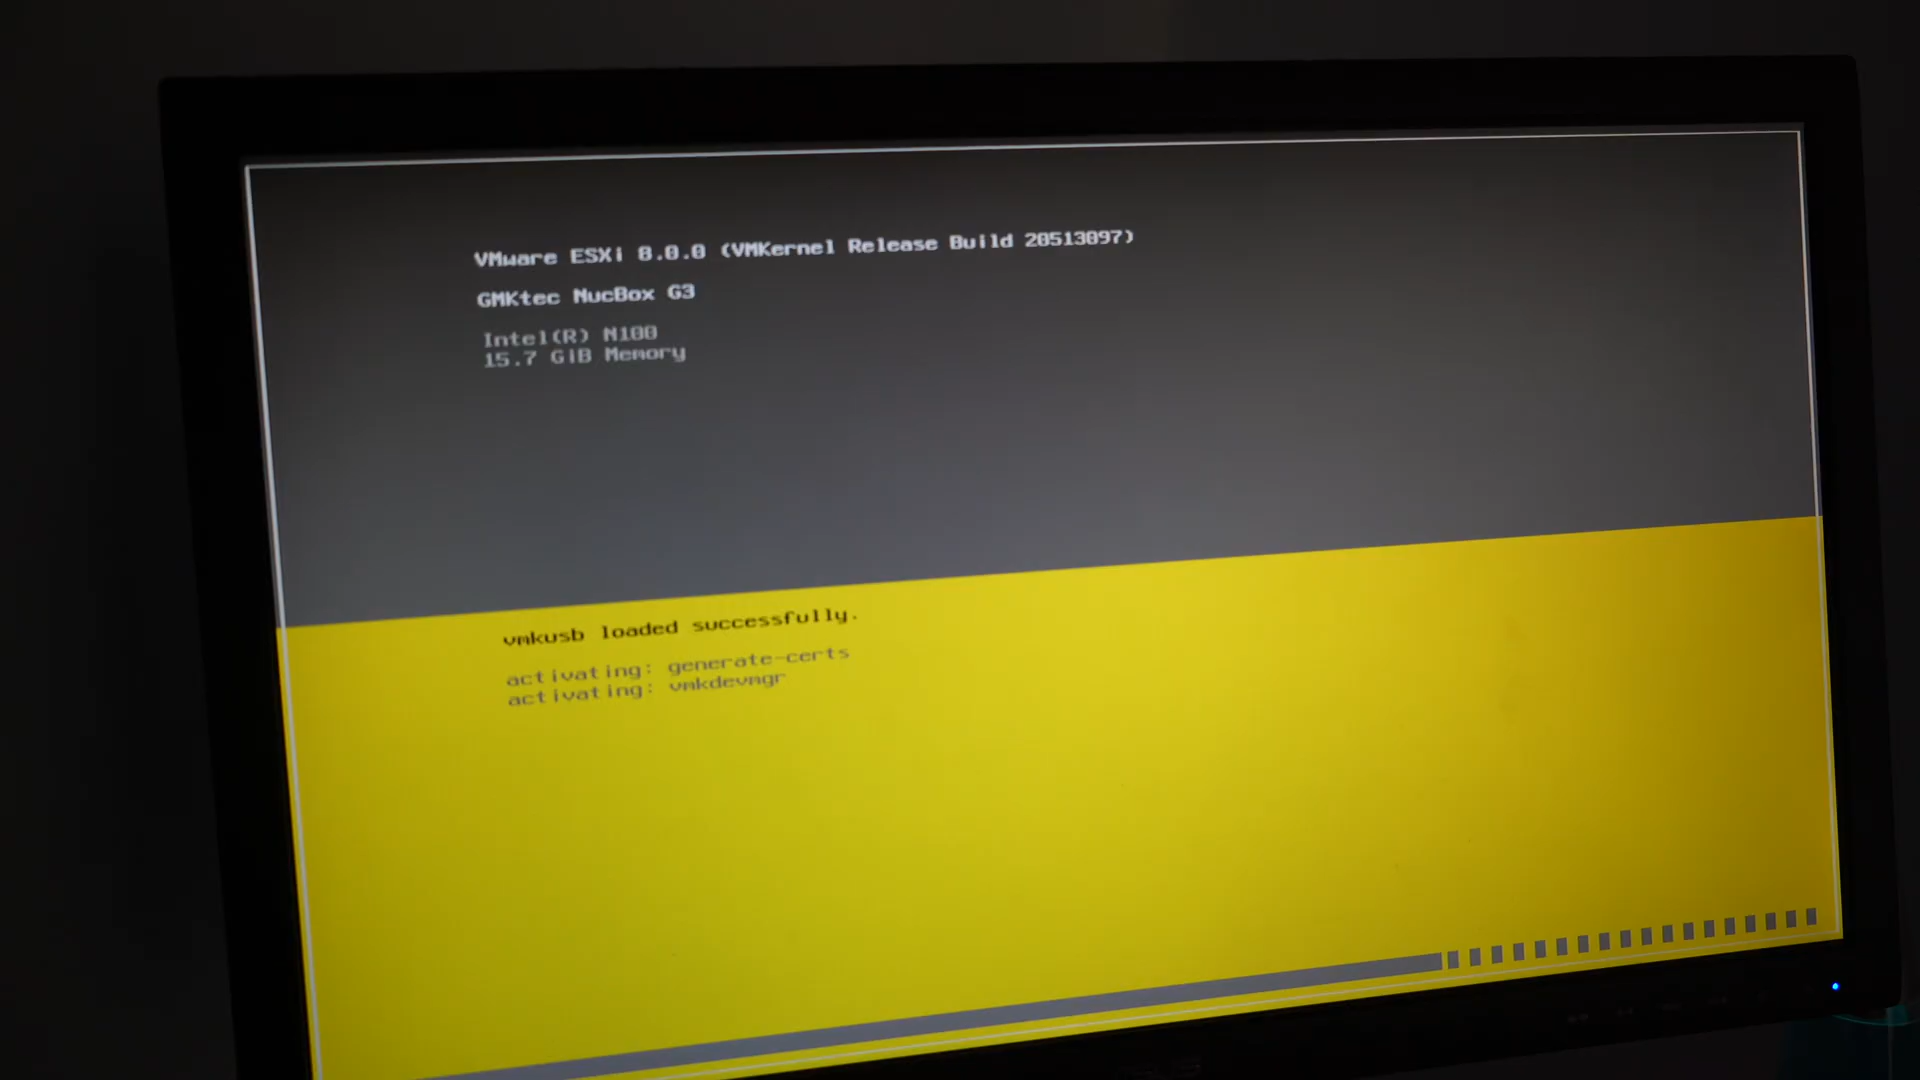 VMware ESXi 8.0.0 (VMKernel Release Build 20513097)
GMKtec NucBox G3
Intel(R) N100
15.7 GiB Memory
vmkusb loaded successfully.
activating: generate-certs
activating: vmkdevmgr